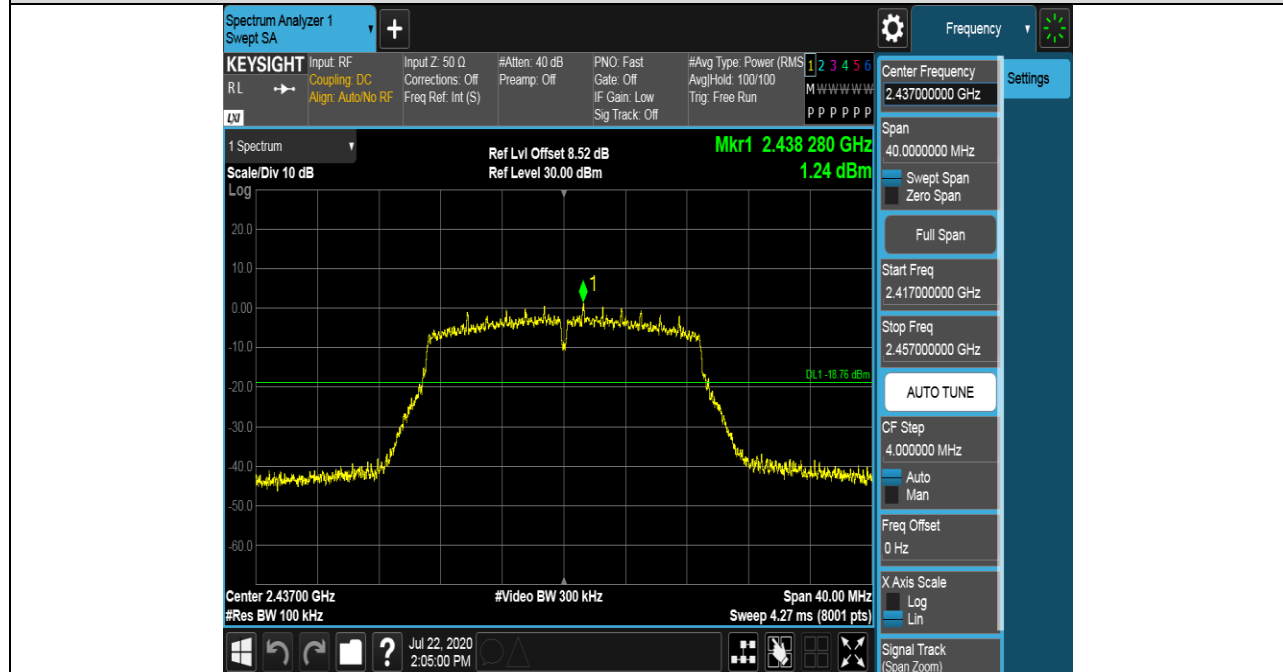 Spectrum Analyzer 1
Swept SA
+
Frequency
KEYSIGHT
RL
LXI
Input: RF
Coupling: DC
Align: Auto/No RF
Input Z: 50 Ω
Corrections: Off
Freq Ref: Int (S)
#Atten: 40 dB
Preamp: Off
PNO: Fast
Gate: Off
IF Gain: Low
Sig Track: Off
#Avg Type: Power (RMS
Avg|Hold: 100/100
Trig: Free Run
1 2 3 4 5 6
M W W W W W
P P P P P P
1 Spectrum
Scale/Div 10 dB
Log
Ref Lvl Offset 8.52 dB
Ref Level 30.00 dBm
Mkr1 2.438 280 GHz
1.24 dBm
20.0
10.0
0.00
-10.0
-20.0
-30.0
-40.0
-50.0
-60.0
1
DL1 -18.76 dBm
Center 2.43700 GHz
#Res BW 100 kHz
#Video BW 300 kHz
Span 40.00 MHz
Sweep 4.27 ms (8001 pts)
?
Jul 22, 2020
2:05:00 PM
Center Frequency
2.437000000 GHz
Settings
Span
40.0000000 MHz
Swept Span
Zero Span
Full Span
Start Freq
2.417000000 GHz
Stop Freq
2.457000000 GHz
AUTO TUNE
CF Step
4.000000 MHz
Auto
Man
Freq Offset
0 Hz
X Axis Scale
Log
Lin
Signal Track
(Span Zoom)